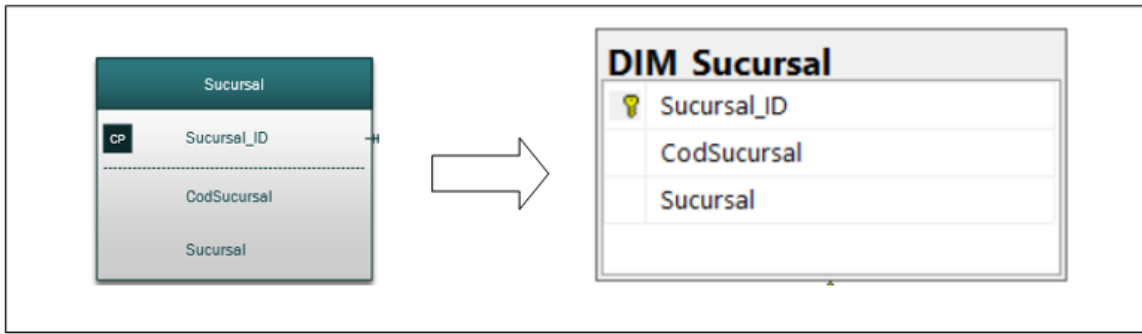 Sucursal
CP Sucursal_ID
CodSucursal
Sucursal
DIM Sucursal
Sucursal_ID
CodSucursal
Sucursal